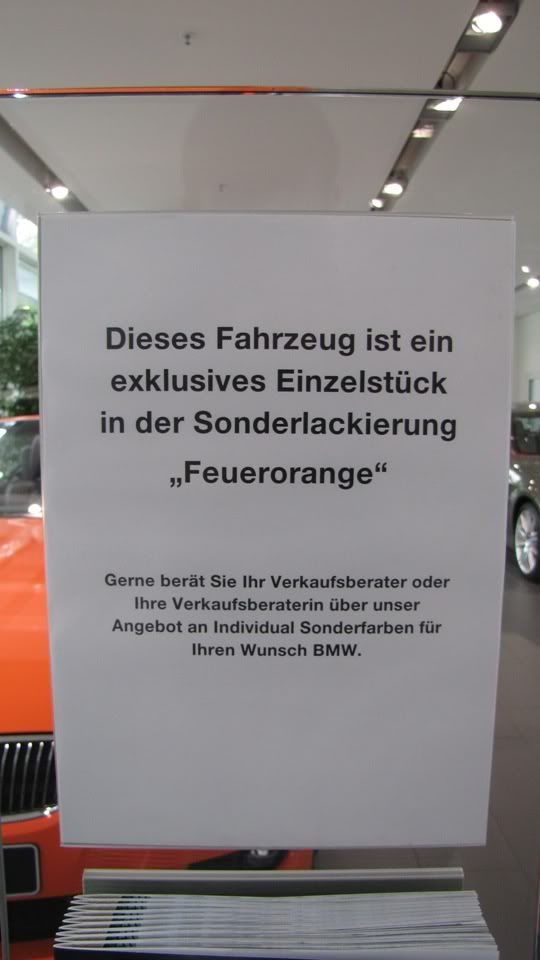 Dieses Fahrzeug ist ein
exklusives Einzelstück
in der Sonderlackierung
„Feuerorange“
Gerne berät Sie Ihr Verkaufsberater oder
Ihre Verkaufsberaterin über unser
Angebot an Individual Sonderfarben für
Ihren Wunsch BMW.